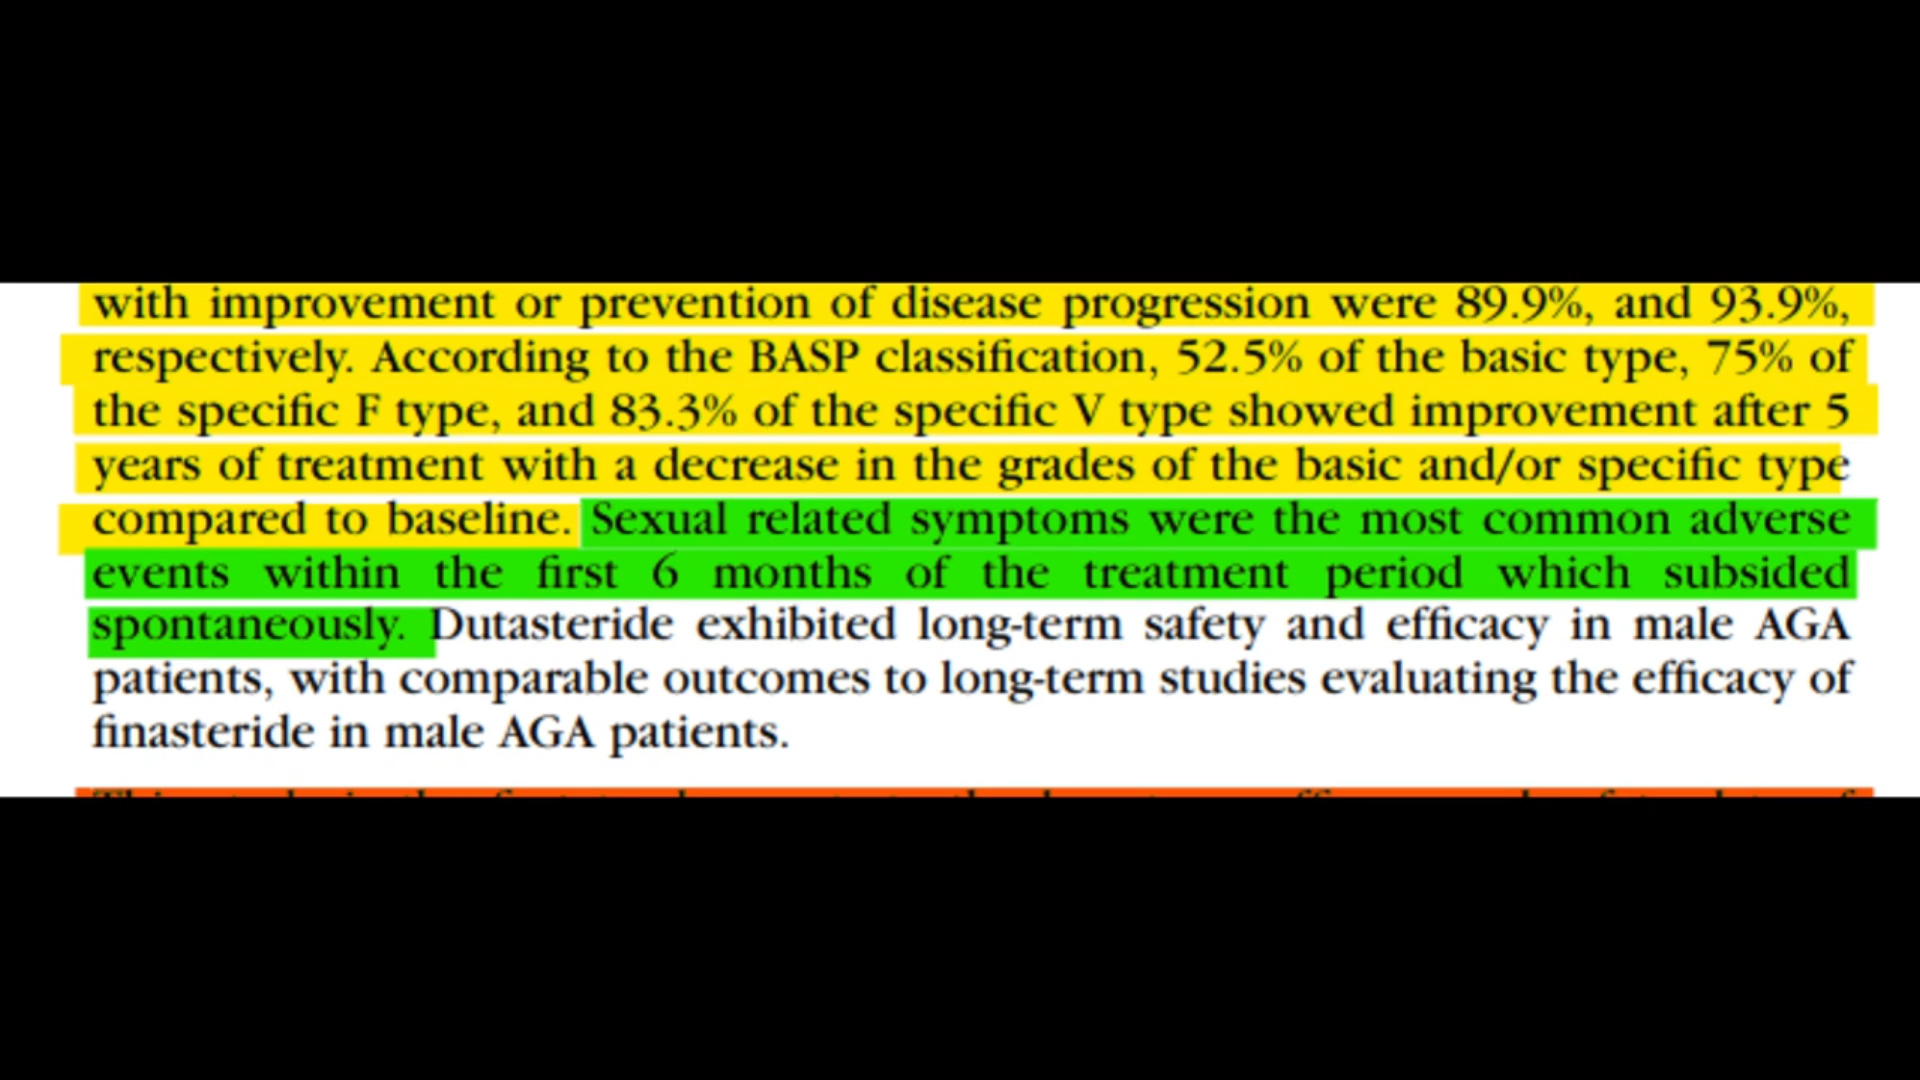 with improvement or prevention of disease progression were 89.9%, and 93.9%,
respectively. According to the BASP classification, 52.5% of the basic type, 75% of
the specific F type, and 83.3% of the specific V type showed improvement after 5
years of treatment with a decrease in the grades of the basic and/or specific type
compared to baseline. Sexual related symptoms were the most common adverse
events within the first 6 months of the treatment period which subsided
spontaneously. Dutasteride exhibited long-term safety and efficacy in male AGA
patients, with comparable outcomes to long-term studies evaluating the efficacy of
finasteride in male AGA patients.